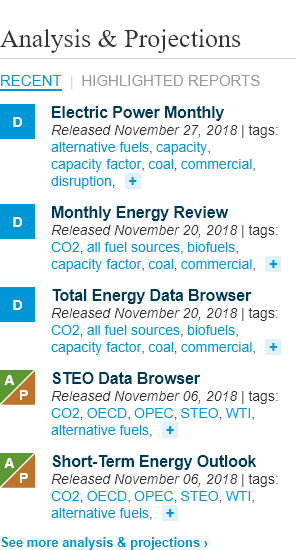 Analysis & Projections
RECENT | HIGHLIGHTED REPORTS
D
Electric Power Monthly
Released November 27, 2018 | tags:
alternative fuels, capacity,
capacity factor, coal, commercial,
disruption, +
D
Monthly Energy Review
Released November 20, 2018 | tags:
CO2, all fuel sources, biofuels,
capacity factor, coal, commercial, +
D
Total Energy Data Browser
Released November 20, 2018 | tags:
CO2, all fuel sources, biofuels,
capacity factor, coal, commercial, +
A P
STEO Data Browser
Released November 06, 2018 | tags:
CO2, OECD, OPEC, STEO, WTI,
alternative fuels, +
A P
Short-Term Energy Outlook
Released November 06, 2018 | tags:
CO2, OECD, OPEC, STEO, WTI,
alternative fuels, +
See more analysis & projections ›